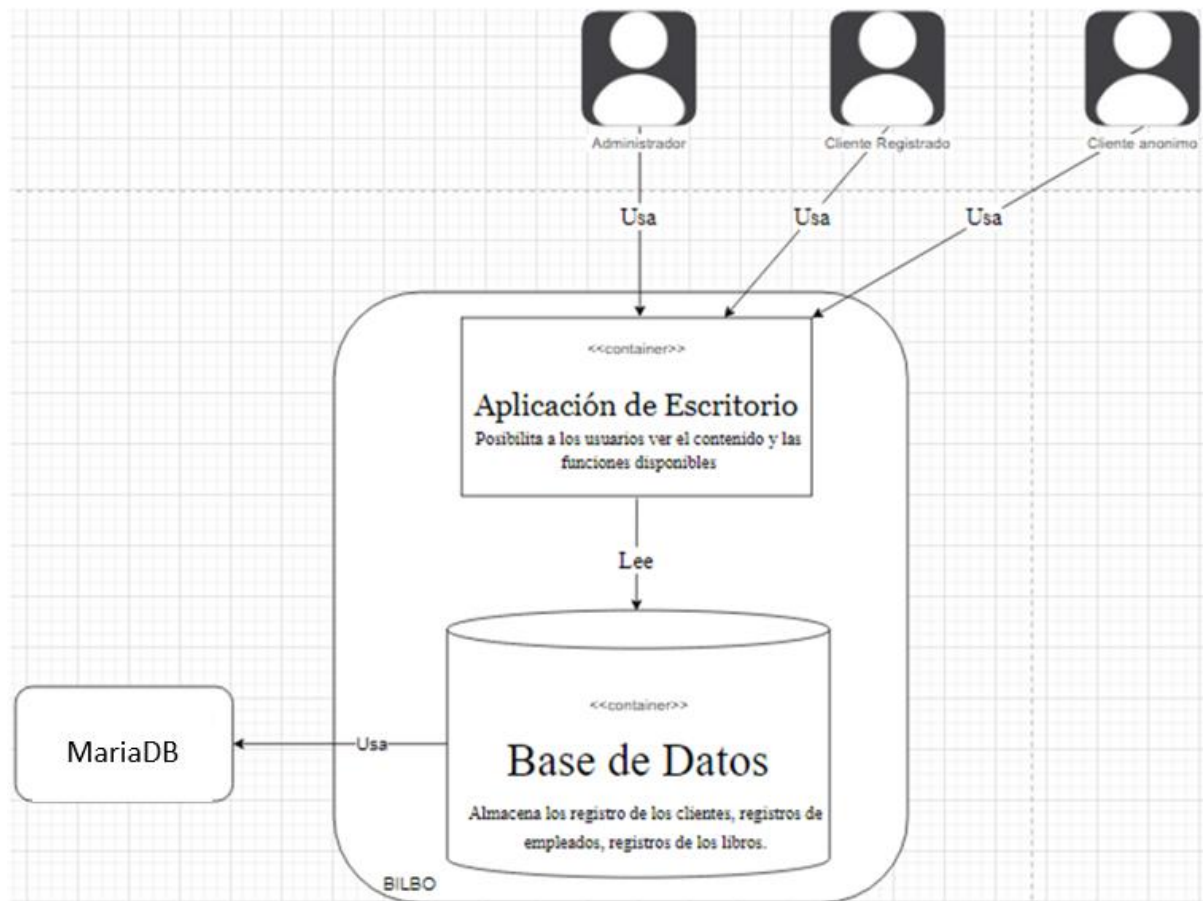 Administrador
Cliente Registrado
Cliente anonimo
Usa
Usa
Usa
<<container>>
Aplicación de Escritorio
Posibilita a los usuarios ver el contenido y las
funciones disponibles
Lee
<<container>>
Base de Datos
Almacena los registro de los clientes, registros de
empleados, registros de los libros.
Usa
MariaDB
BILBO